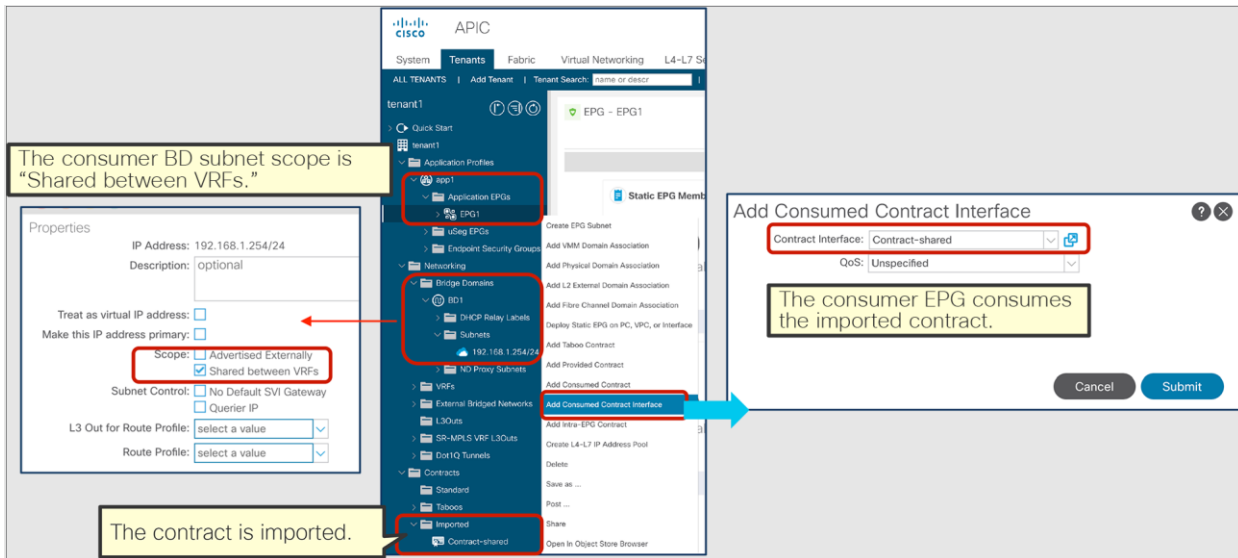 cisco
APIC
System Tenants Fabric Virtual Networking L4-L7 Se
ALL TENANTS | Add Tenant | Tenant Search: name or descr |
tenant1
Quick Start
tenant1
Application Profiles
app1
Application EPGs
EPG1
uSeg EPGs
Endpoint Security Groups
Networking
Bridge Domains
BD1
DHCP Relay Labels
Subnets
192.168.1.254/24
ND Proxy Subnets
VRFs
External Bridged Networks
L3Outs
SR-MPLS VRF L3Outs
Dot1Q Tunnels
Contracts
Standard
Taboos
Imported
Contract-shared
EPG - EPG1
Static EPG Memb
Create EPG Subnet
Add VMM Domain Association
Add Physical Domain Association
Add L2 External Domain Association
Add Fibre Channel Domain Association
Deploy Static EPG on PC, VPC, or Interface
Add Taboo Contract
Add Provided Contract
Add Consumed Contract
Add Consumed Contract Interface
Add Intra-EPG Contract
Create L4-L7 IP Address Pool
Delete
Save as ...
Post ...
Share
Open In Object Store Browser
The consumer BD subnet scope is
“Shared between VRFs.”
Properties
IP Address: 192.168.1.254/24
Description: optional
Treat as virtual IP address:
Make this IP address primary:
Scope: Advertised Externally
Shared between VRFs
Subnet Control: No Default SVI Gateway
Querier IP
L3 Out for Route Profile: select a value
Route Profile: select a value
The contract is imported.
Add Consumed Contract Interface
Contract Interface: Contract-shared
QoS: Unspecified
The consumer EPG consumes
the imported contract.
Cancel Submit